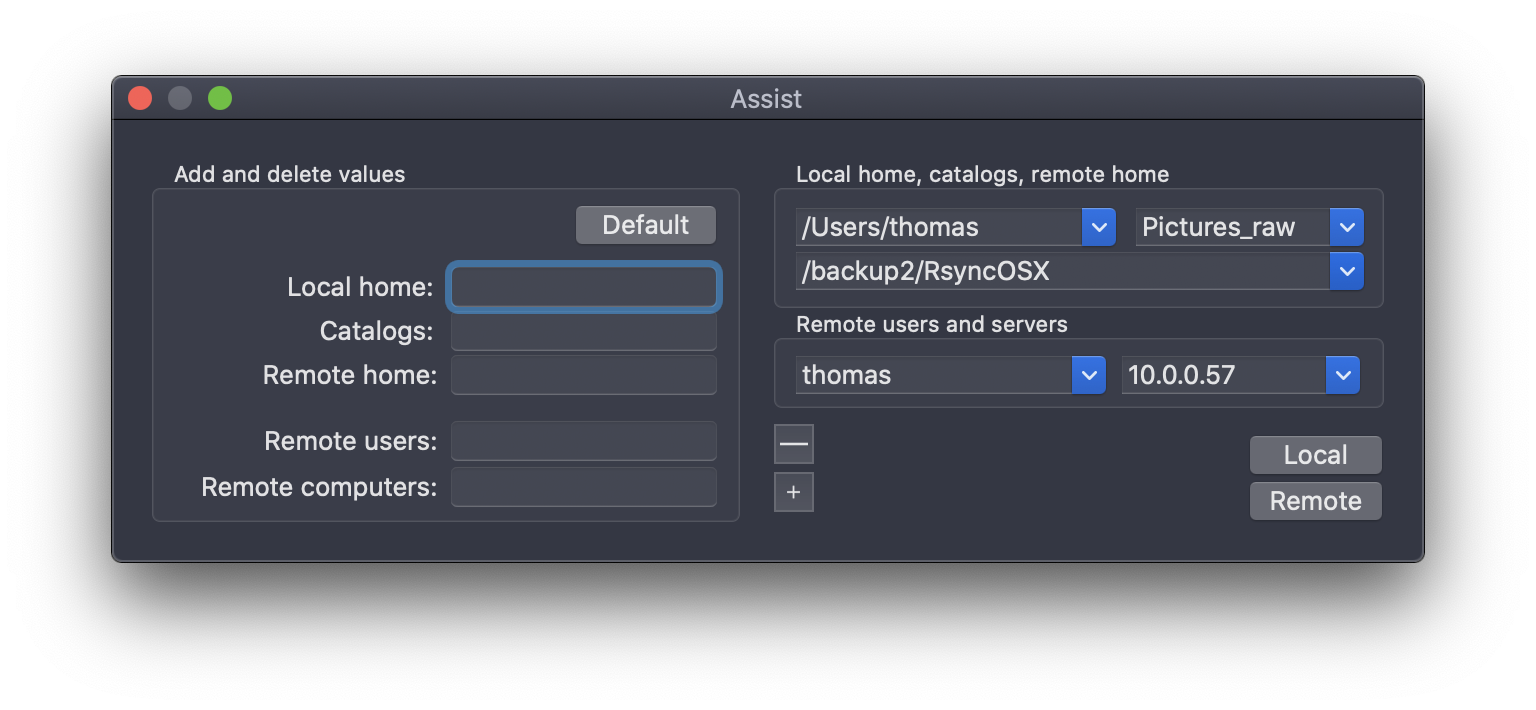 Assist
Add and delete values
Default
Local home:
Catalogs:
Remote home:
Remote users:
Remote computers:
Local home, catalogs, remote home
/Users/thomas Pictures_raw
/backup2/RsyncOSX
Remote users and servers
thomas 10.0.0.57
—
+
Local
Remote